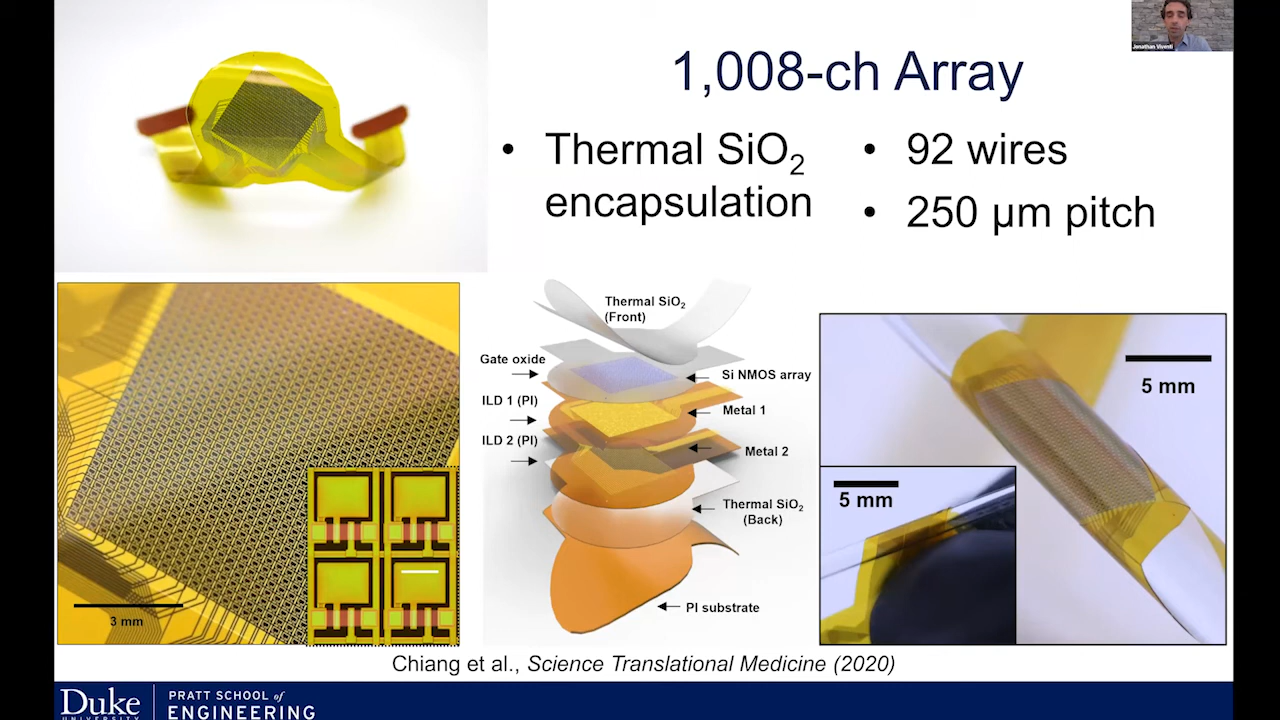 Jonathan Viventi
1,008-ch Array
• Thermal SiO₂
encapsulation
• 92 wires
• 250 µm pitch
Thermal SiO₂
(Front)
Gate oxide
Si NMOS array
ILD 1 (PI)
Metal 1
ILD 2 (PI)
Metal 2
Thermal SiO₂
(Back)
PI substrate
3 mm
5 mm
5 mm
Chiang et al., Science Translational Medicine (2020)
Duke
UNIVERSITY
PRATT SCHOOL of
ENGINEERING